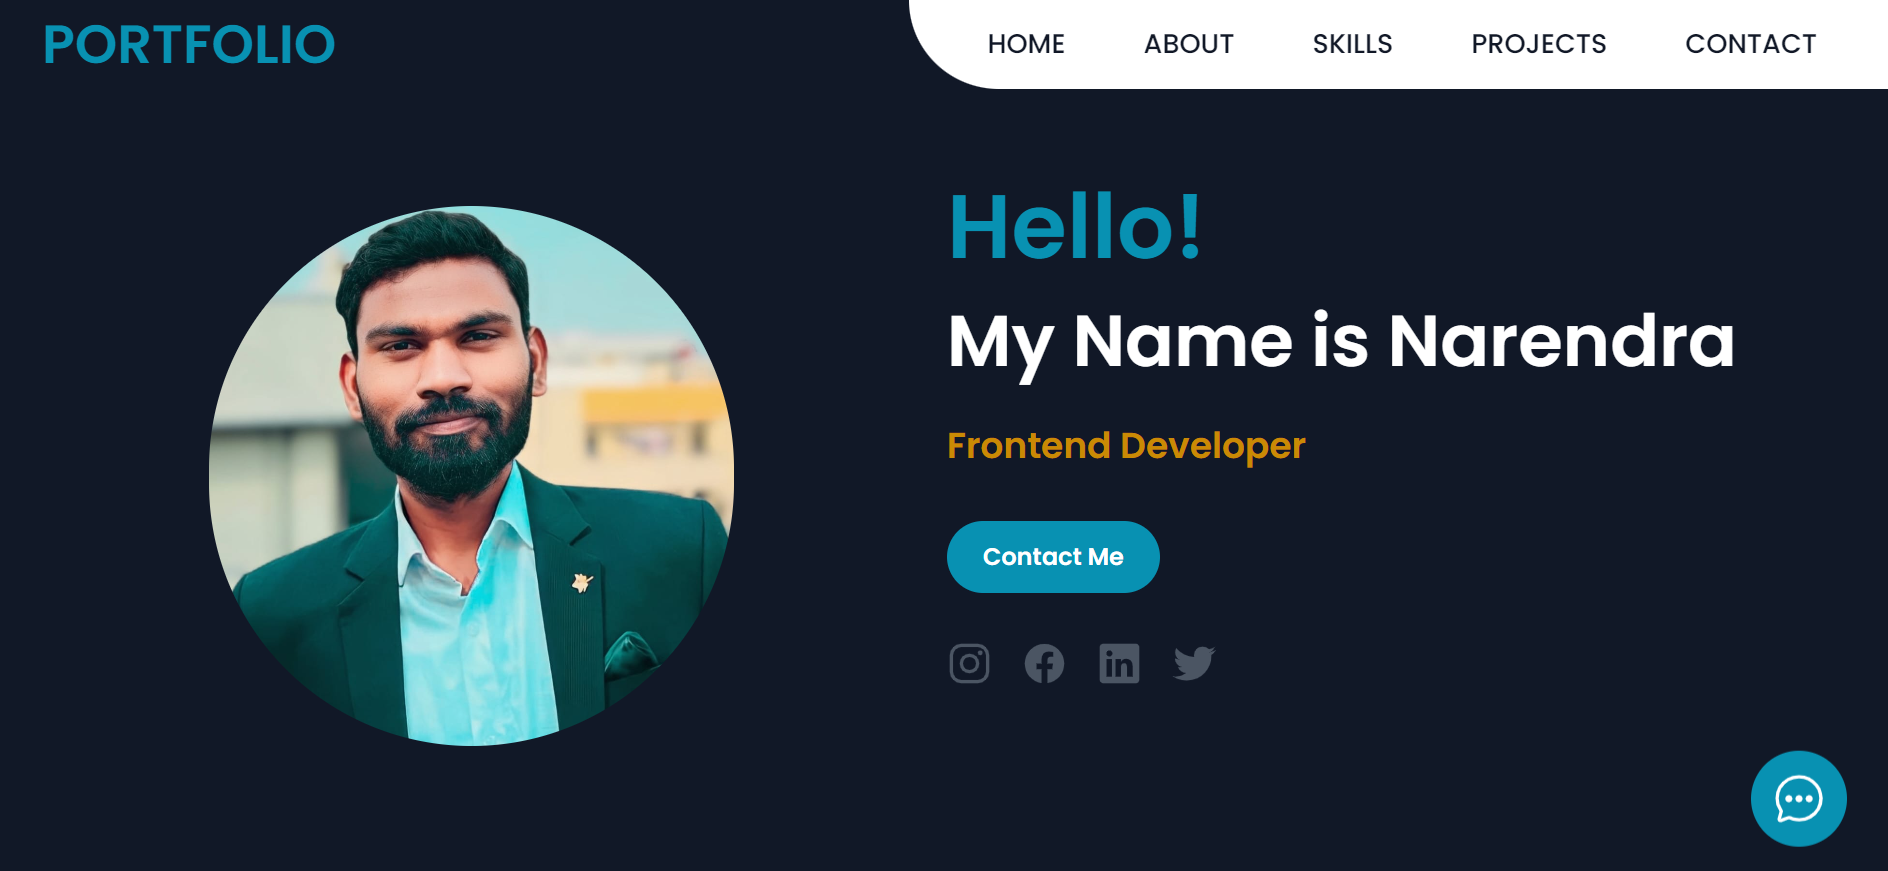 PORTFOLIO
HOME ABOUT SKILLS PROJECTS CONTACT
Hello!
My Name is Narendra
Frontend Developer
Contact Me